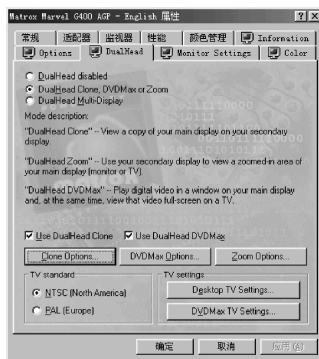 Matrox Marvel G400 AGP - English 属性
常规 适配器 监视器 性能 颜色管理 Information
Options DualHead Monitor Settings Color
DualHead disabled
DualHead Clone, DVDMax or Zoom
DualHead Multi-Display
Mode description:
"DualHead Clone" -- View a copy of your main display on your secondary
display.
"DualHead Zoom" -- Use your secondary display to view a zoomed-in area of
your main display (monitor or TV).
"DualHead DVDMax" -- Play digital video in a window on your main display
and, at the same time, view that video full-screen on a TV.
Use DualHead Clone Use DualHead DVDMax
Clone Options... DVDMax Options... Zoom Options...
TV standard TV settings
NTSC (North America) Desktop TV Settings...
PAL (Europe) DVDMax TV Settings...
确定 取消 应用(A)